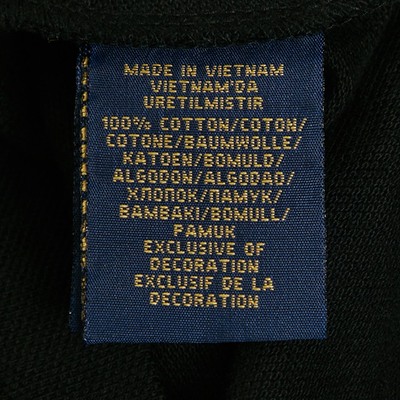 MADE IN VIETNAM
VIETNAM'DA
URETILMISTIR
100% COTTON/COTON/
COTONE/BAUMWOLLE/
KATOEN/BOMULD/
ALGODON/ALGODAO/
ХЛОПОК/ПАМУК/
BAMBAKI/BOMULL/
PAMUK
EXCLUSIVE OF
DECORATION
EXCLUSIF DE LA
DECORATION